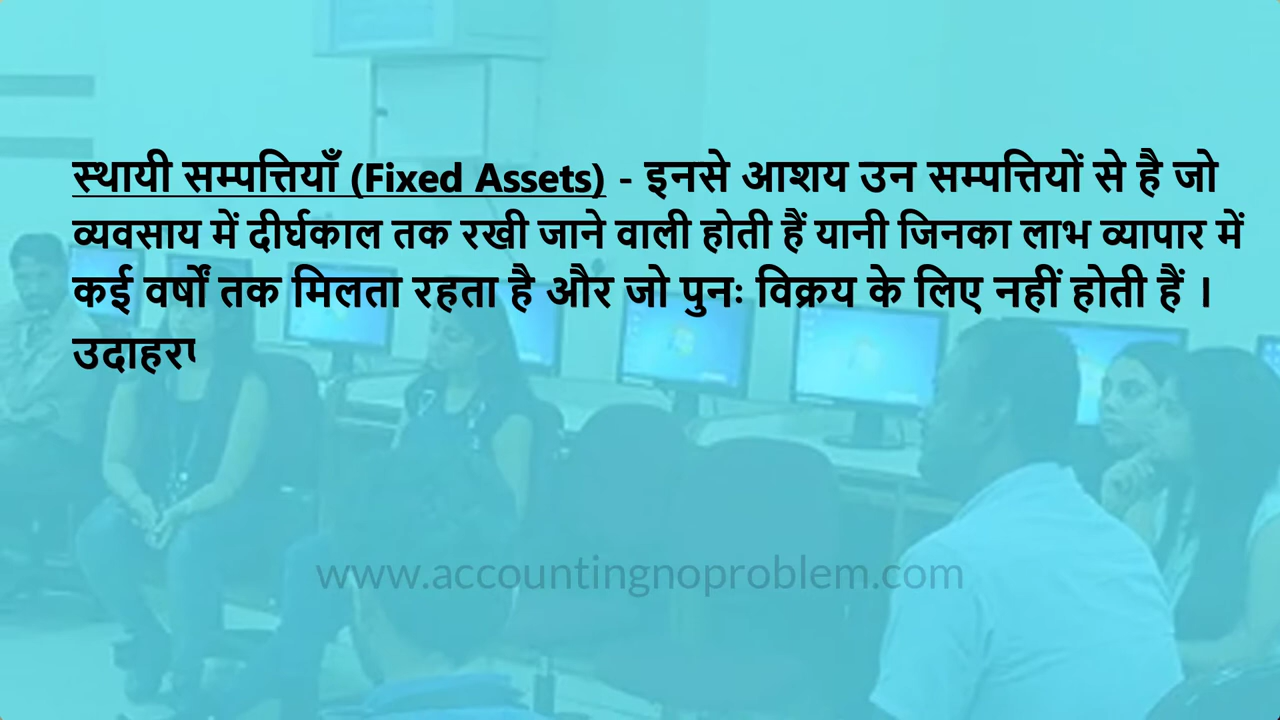 स्थायी सम्पत्तियाँ (Fixed Assets) - इनसे आशय उन सम्पत्तियों से है जो
व्यवसाय में दीर्घकाल तक रखी जाने वाली होती हैं यानी जिनका लाभ व्यापार में
कई वर्षों तक मिलता रहता है और जो पुनः विक्रय के लिए नहीं होती हैं ।
www.accountingnoproblem.com